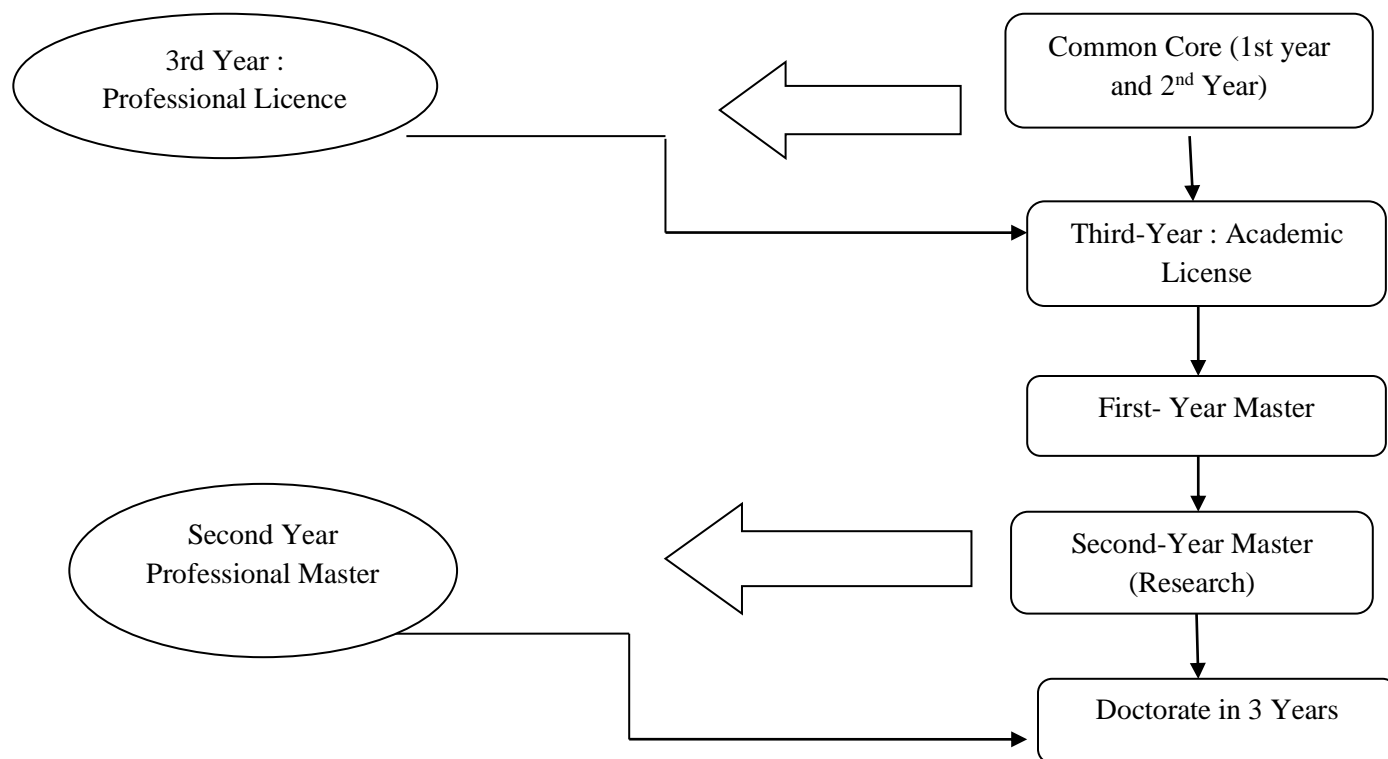 3rd Year :
Professional Licence
Common Core (1st year
and 2nd Year)
Third-Year : Academic
License
First- Year Master
Second Year
Professional Master
Second-Year Master
(Research)
Doctorate in 3 Years